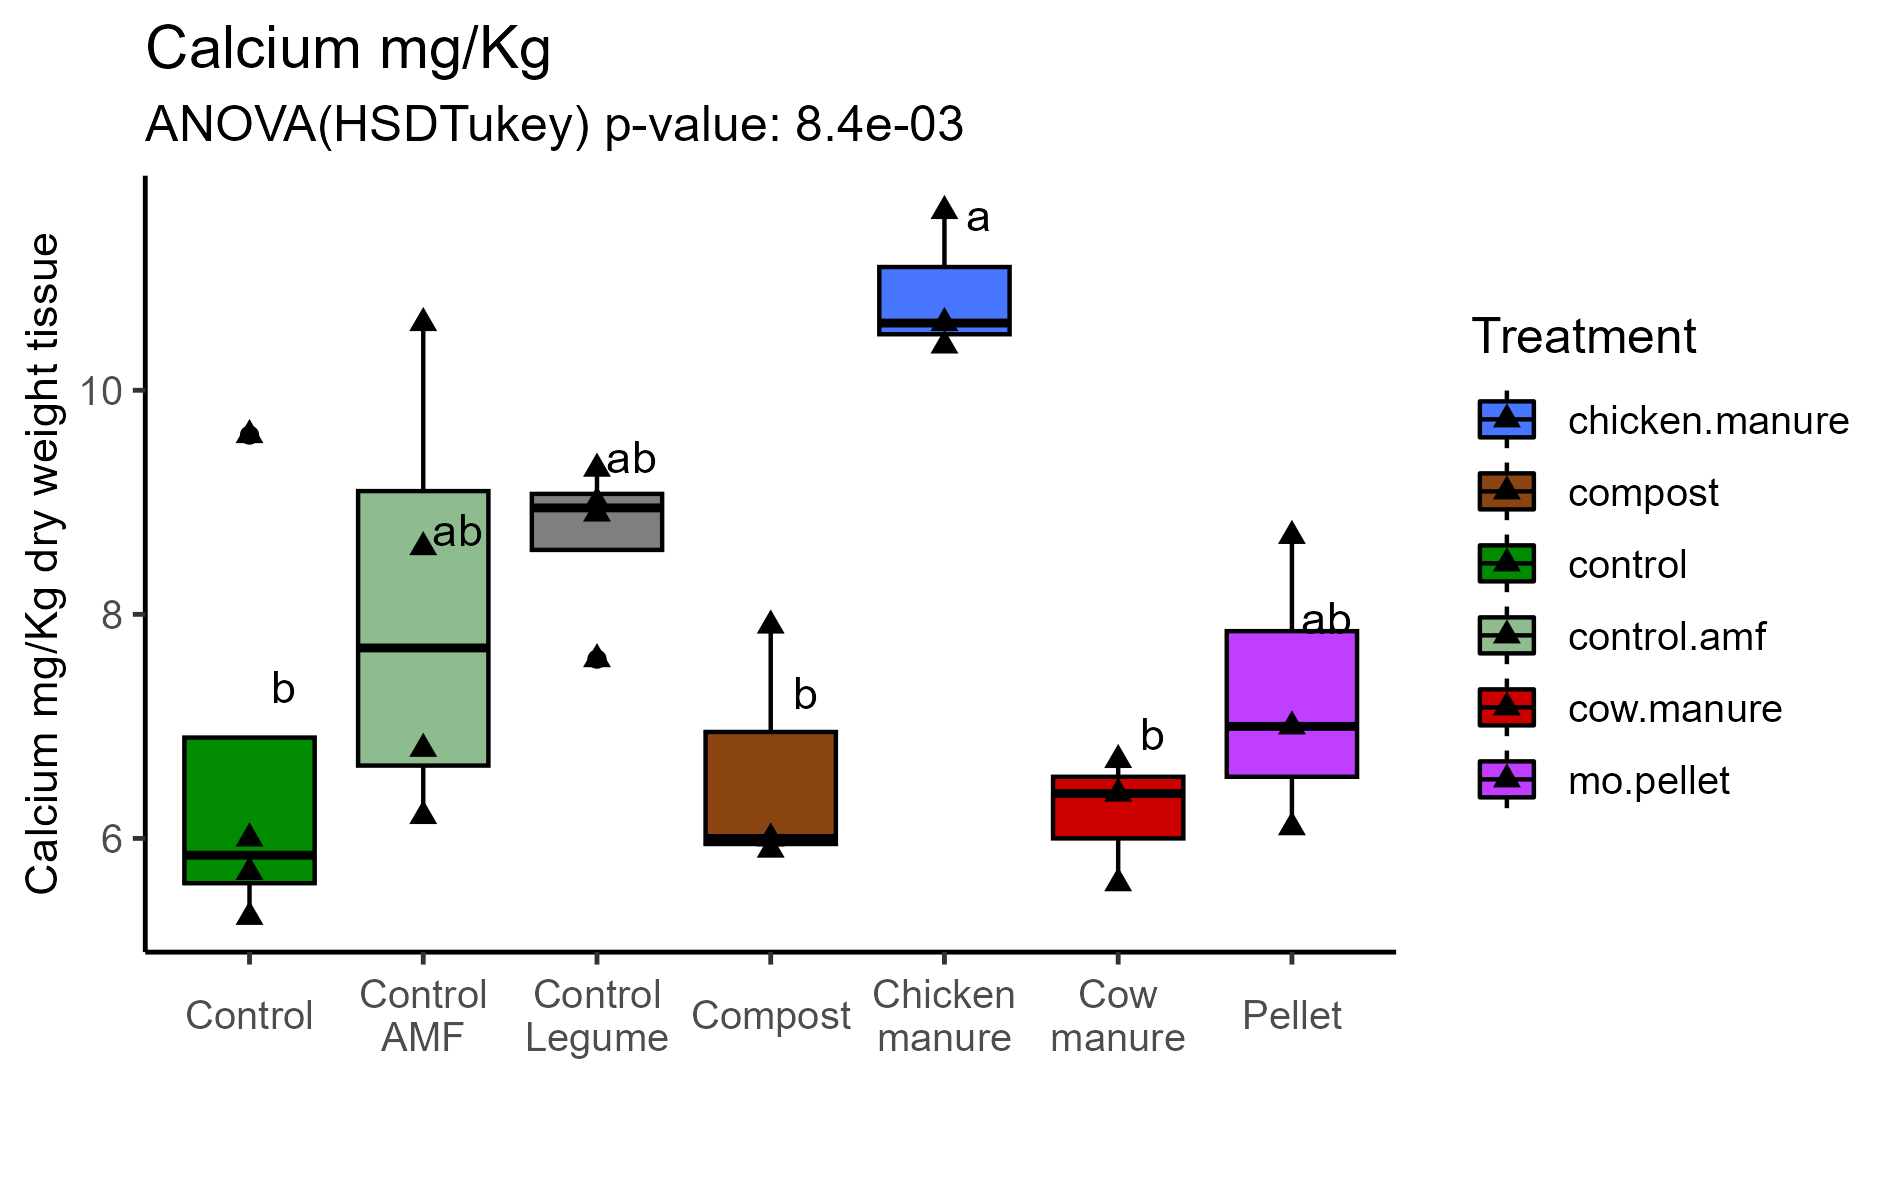 Calcium mg/Kg
ANOVA(HSDTukey) p-value: 8.4e-03
Calcium mg/Kg dry weight tissue
10
8
6
b
ab
ab
b
a
b
ab
Control
Control
AMF
Control
Legume
Compost
Chicken
manure
Cow
manure
Pellet
Treatment
chicken.manure
compost
control
control.amf
cow.manure
mo.pellet